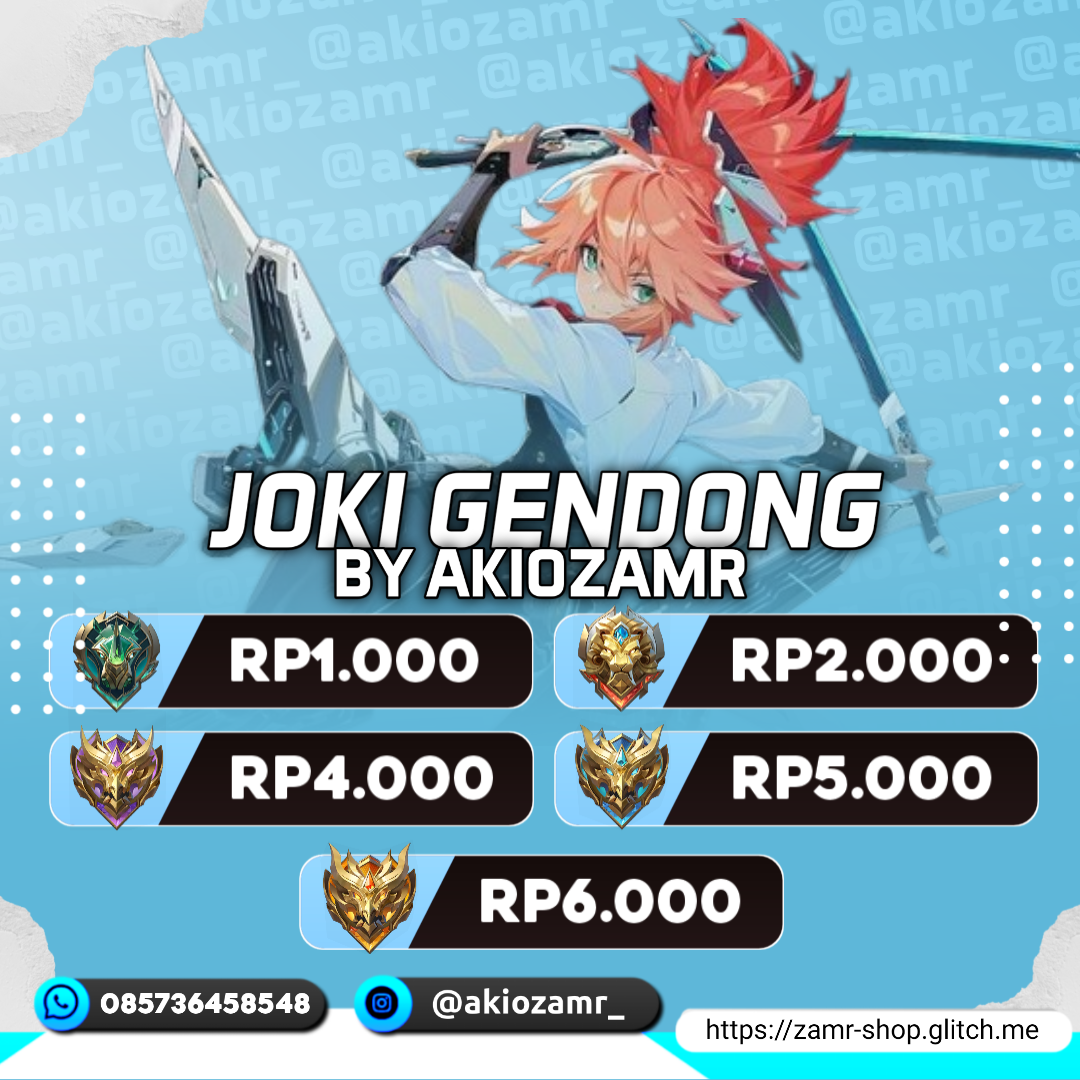 @akiozamr_
JOKI GENDONG
BY AKIOZAMR
RP1.000
RP2.000
RP4.000
RP5.000
RP6.000
085736458548
@akiozamr_
https://zamr-shop.glitch.me